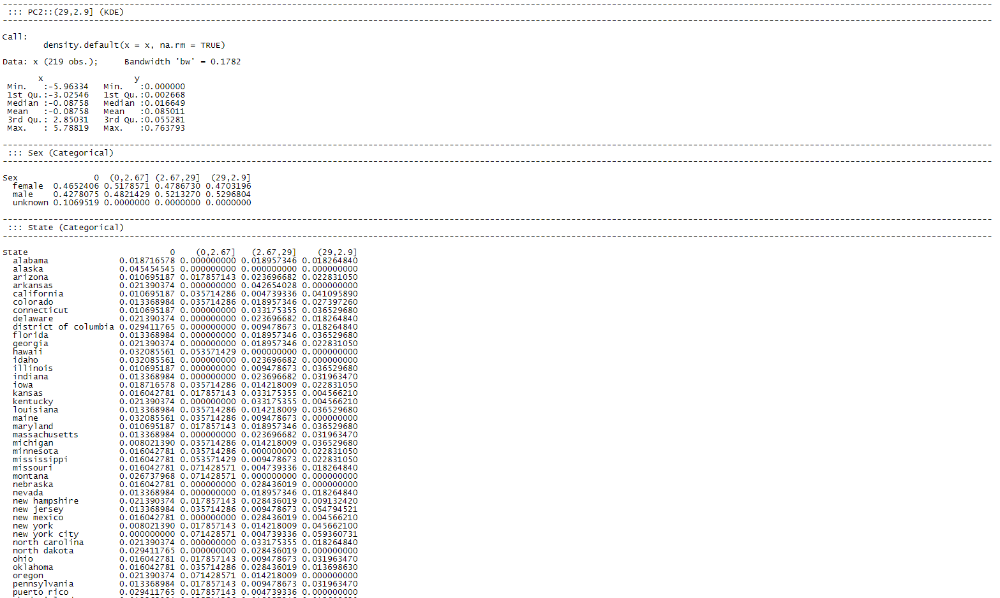 ::: PC2::(29,2.9] (KDE)
Call:
density.default(x = x, na.rm = TRUE)
Data: x (219 obs.);     Bandwidth 'bw' = 0.1782
x                  y
Min.   :-5.96334   Min.   :0.000000
1st Qu.:-3.02546   1st Qu.:0.002668
Median :-0.08758   Median :0.016649
Mean   :-0.08758   Mean   :0.085011
3rd Qu.: 2.85031   3rd Qu.:0.055281
Max.   : 5.78819   Max.   :0.763793
::: Sex (Categorical)
Sex               0  (0,2.67] (2.67,29]  (29,2.9]
female  0.4652406 0.5178571 0.4786730 0.4703196
male    0.4278075 0.4821429 0.5213270 0.5296804
unknown 0.1069519 0.0000000 0.0000000 0.0000000
::: State (Categorical)
State                            0    (0,2.67]   (2.67,29]    (29,2.9]
alabama              0.018716578 0.000000000 0.018957346 0.018264840
alaska               0.045454545 0.000000000 0.000000000 0.000000000
arizona              0.010695187 0.017857143 0.023696682 0.022831050
arkansas             0.021390374 0.000000000 0.042654028 0.000000000
california           0.010695187 0.035714286 0.004739336 0.041095890
colorado             0.013368984 0.035714286 0.018957346 0.027397260
connecticut          0.010695187 0.000000000 0.033175355 0.036529680
delaware             0.021390374 0.000000000 0.023696682 0.018264840
district of columbia 0.029411765 0.000000000 0.009478673 0.018264840
florida              0.013368984 0.000000000 0.018957346 0.036529680
georgia              0.021390374 0.000000000 0.018957346 0.022831050
hawaii               0.032085561 0.053571429 0.000000000 0.000000000
idaho                0.032085561 0.000000000 0.023696682 0.000000000
illinois             0.010695187 0.000000000 0.009478673 0.036529680
indiana              0.013368984 0.000000000 0.023696682 0.031963470
iowa                 0.018716578 0.035714286 0.014218009 0.022831050
kansas               0.016042781 0.017857143 0.033175355 0.004566210
kentucky             0.021390374 0.000000000 0.033175355 0.004566210
louisiana            0.013368984 0.035714286 0.014218009 0.036529680
maine                0.032085561 0.035714286 0.009478673 0.000000000
maryland             0.010695187 0.017857143 0.018957346 0.036529680
massachusetts        0.013368984 0.000000000 0.023696682 0.031963470
michigan             0.008021390 0.035714286 0.014218009 0.036529680
minnesota            0.016042781 0.035714286 0.000000000 0.022831050
mississippi          0.016042781 0.053571429 0.009478673 0.022831050
missouri             0.016042781 0.071428571 0.004739336 0.018264840
montana              0.026737968 0.071428571 0.000000000 0.000000000
nebraska             0.016042781 0.000000000 0.028436019 0.000000000
nevada               0.013368984 0.000000000 0.018957346 0.018264840
new hampshire        0.021390374 0.017857143 0.028436019 0.009132420
new jersey           0.013368984 0.035714286 0.009478673 0.054794521
new mexico           0.016042781 0.000000000 0.028436019 0.004566210
new york             0.008021390 0.017857143 0.014218009 0.045662100
new york city        0.000000000 0.071428571 0.004739336 0.059360731
north carolina       0.021390374 0.000000000 0.033175355 0.018264840
north dakota         0.029411765 0.000000000 0.028436019 0.000000000
ohio                 0.016042781 0.017857143 0.009478673 0.031963470
oklahoma             0.016042781 0.035714286 0.028436019 0.013698630
oregon               0.021390374 0.071428571 0.014218009 0.000000000
pennsylvania         0.013368984 0.017857143 0.009478673 0.031963470
puerto rico          0.029411765 0.017857143 0.004739336 0.000000000